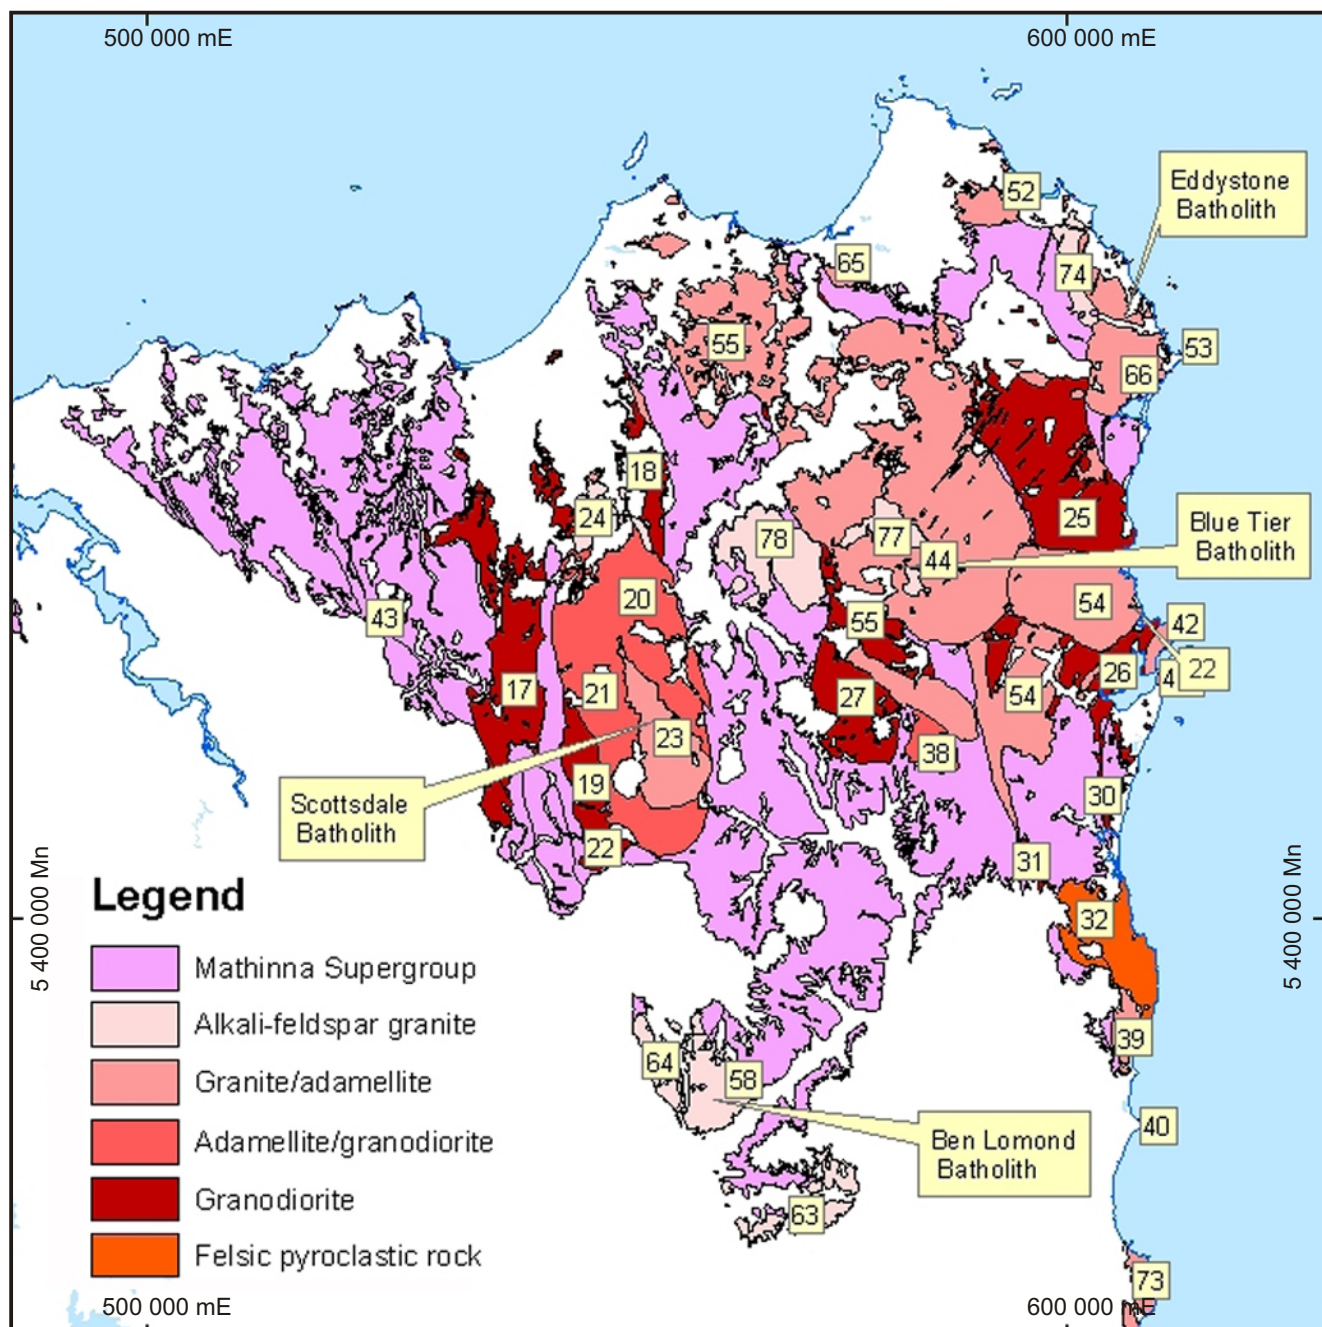 500 000 mE
600 000 mE
Eddystone
Batholith
52
65
74
53
55
66
18
24
25
Blue Tier
Batholith
78
77
44
20
43
55
54
42
17
21
27
54
26
4
22
23
38
19
30
Scottsdale
Batholith
22
31
5 400 000 Mn
5 400 000 Mn
32
Legend
Mathinna Supergroup
Alkali-feldspar granite
Granite/adamellite
Adamellite/granodiorite
Granodiorite
Felsic pyroclastic rock
39
64
58
40
Ben Lomond
Batholith
63
73
500 000 mE
600 000 mE